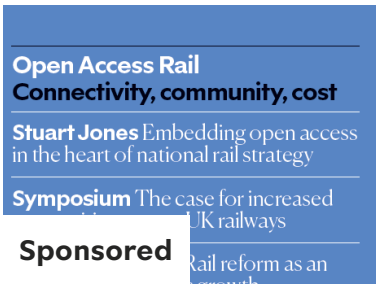 Open Access Rail
Connectivity, community, cost
Stuart Jones Embedding open access
in the heart of national rail strategy
Symposium The case for increased
UK railways
Sponsored
Rail reform as an
growth